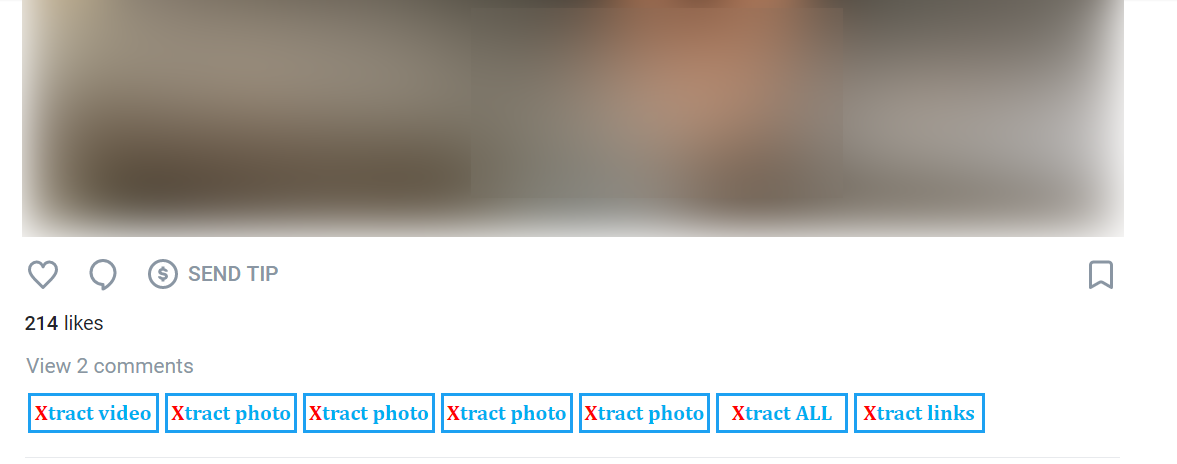 SEND TIP
214 likes
View 2 comments
Xtract video Xtract photo Xtract photo Xtract photo Xtract photo Xtract ALL Xtract links